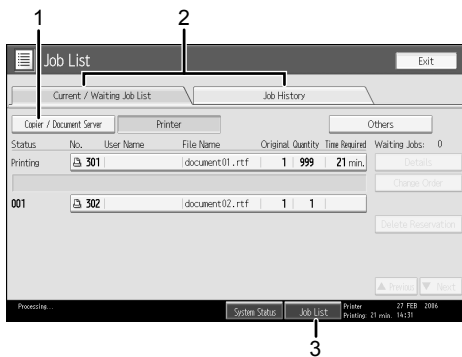 1
2
Job List
Exit
Current / Waiting Job List
Job History
Copier / Document Server
Printer
Others
Status No. User Name File Name Original Quantity Time Required Waiting Jobs: 0
Printing 301 document01.rtf 1 999 21 min. Details
Change Order
001 302 document02.rtf 1 1
Delete Reservation
▲ Previous ▼ Next
Processing... System Status Job List Printer 27 FEB 2006
Printing: 21 min. 14:31
3